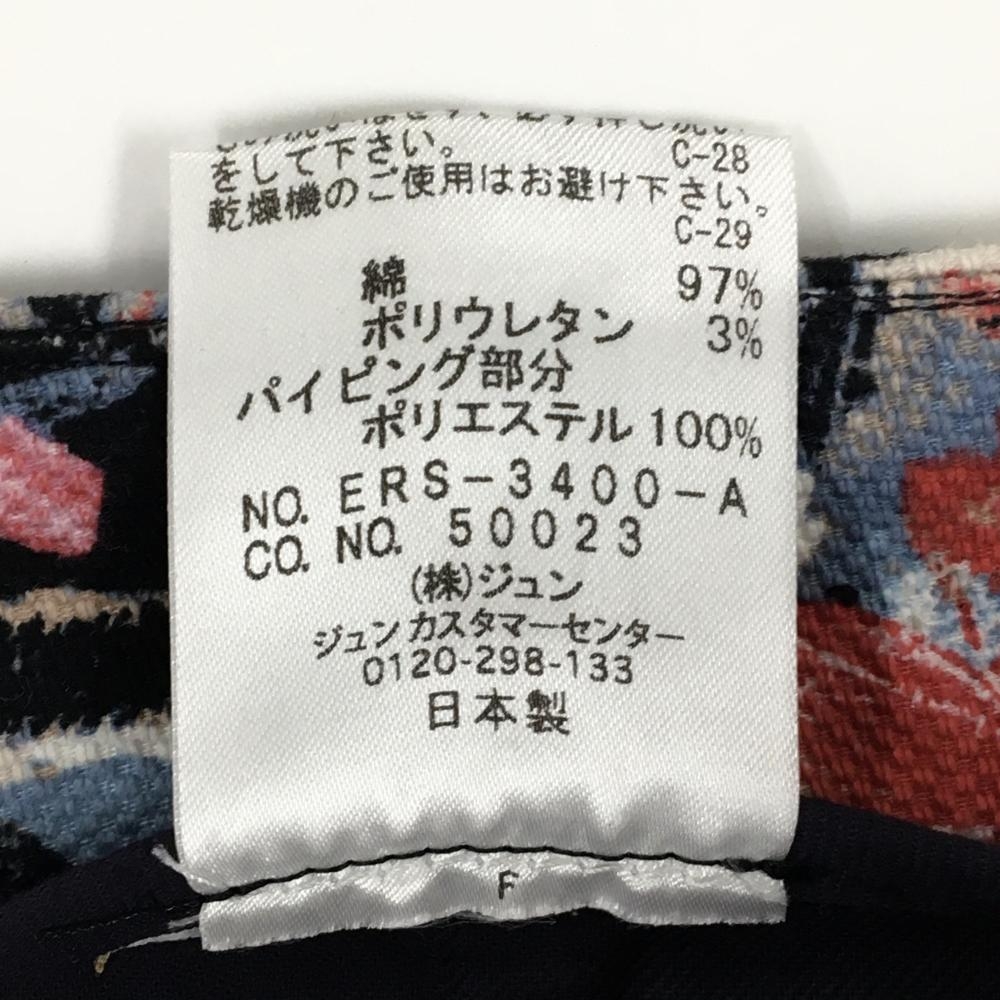 をして下さい。
C-28
乾燥機のご使用はお避け下さい。
C-29
綿 97%
ポリウレタン 3%
パイピング部分
ポリエステル 100%
NO. ERS-3400-A
CO. NO. 50023
(株)ジュン
ジュンカスタマーセンター
0120-298-133
日本製
F